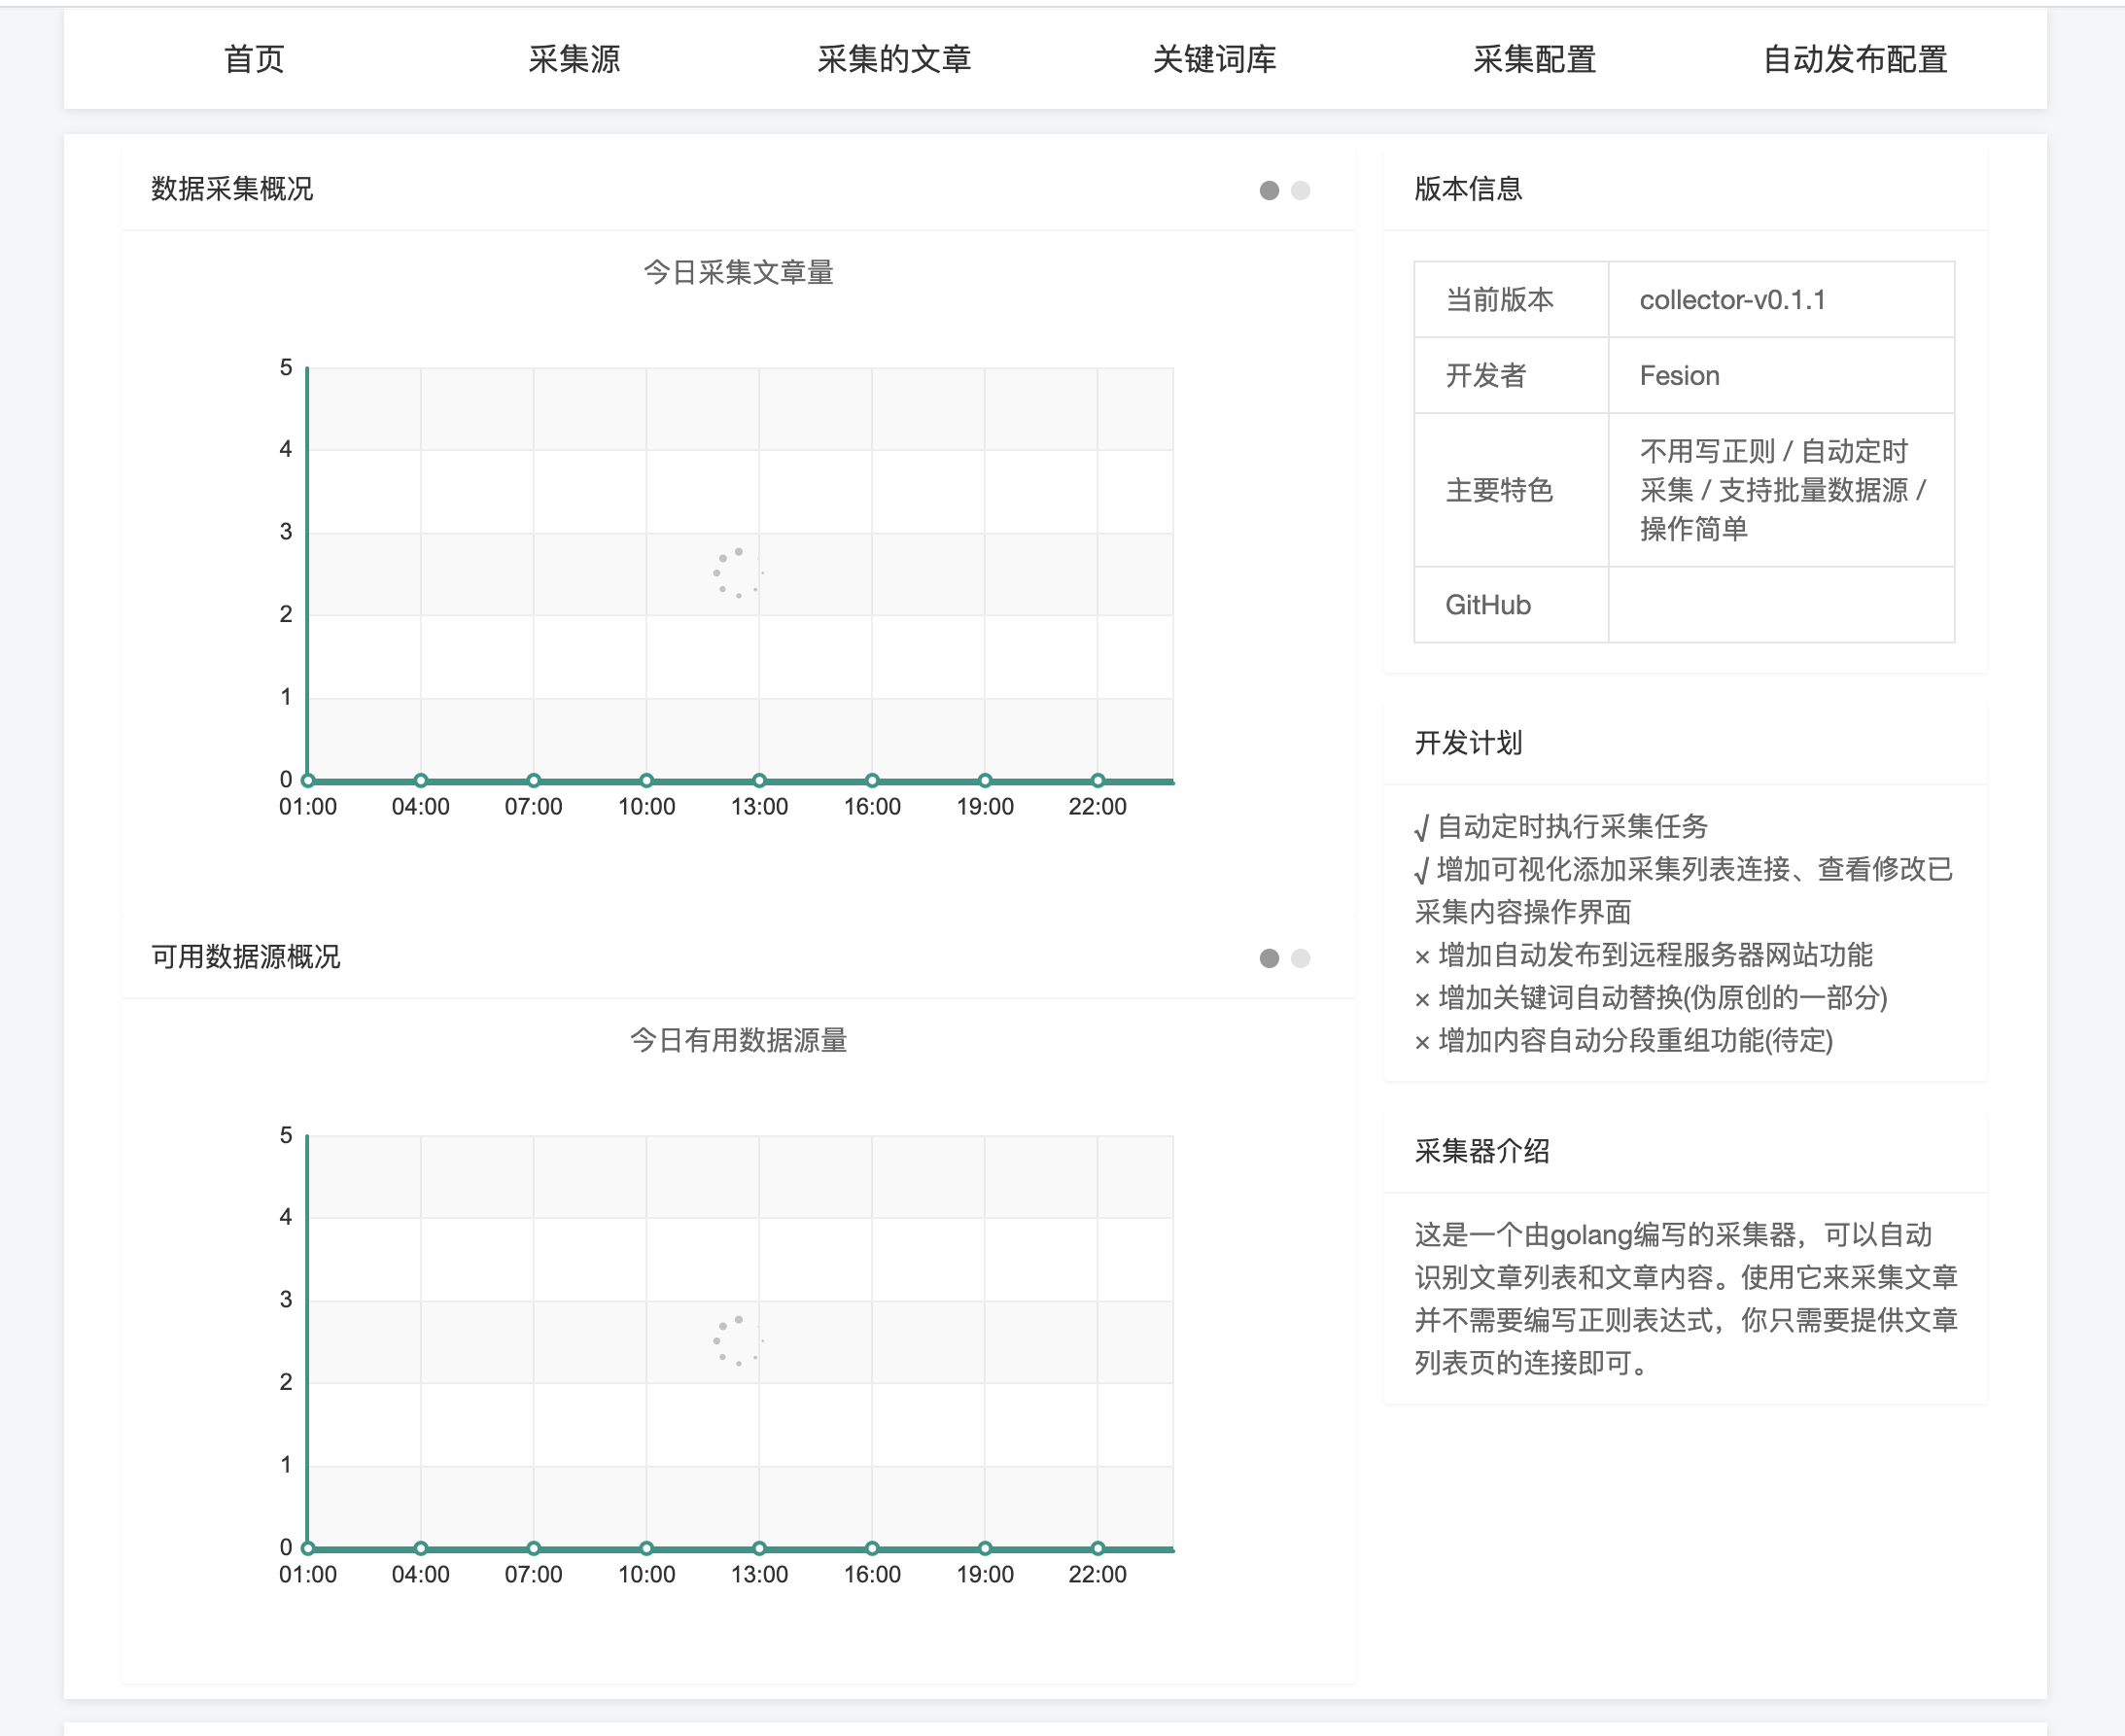 首页 采集源 采集的文章 关键词库 采集配置 自动发布配置
数据采集概况
今日采集文章量
5
4
3
2
1
0
01:00 04:00 07:00 10:00 13:00 16:00 19:00 22:00
可用数据源概况
今日有用数据源量
5
4
3
2
1
0
01:00 04:00 07:00 10:00 13:00 16:00 19:00 22:00
版本信息
当前版本 collector-v0.1.1
开发者 Fesion
主要特色 不用写正则 / 自动定时
采集 / 支持批量数据源 /
操作简单
GitHub
开发计划
√ 自动定时执行采集任务
√ 增加可视化添加采集列表连接、查看修改已
采集内容操作界面
× 增加自动发布到远程服务器网站功能
× 增加关键词自动替换(伪原创的一部分)
× 增加内容自动分段重组功能(待定)
采集器介绍
这是一个由golang编写的采集器，可以自动
识别文章列表和文章内容。使用它来采集文章
并不需要编写正则表达式，你只需要提供文章
列表页的连接即可。